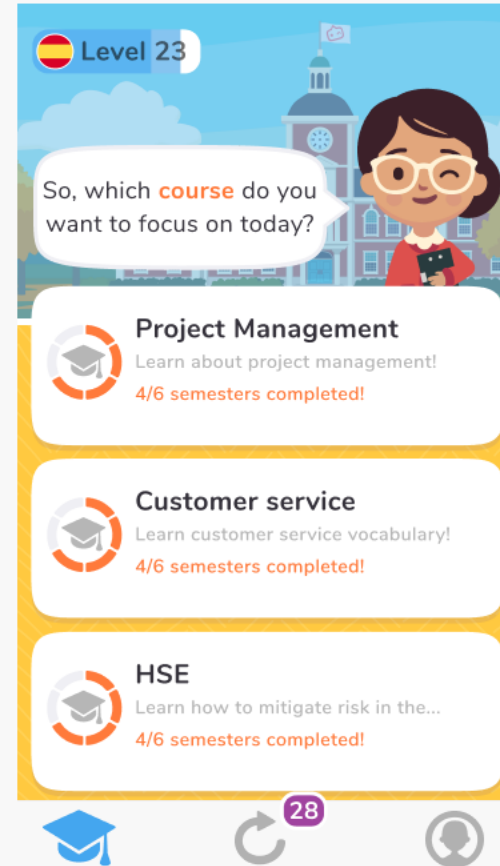 Level 23
So, which course do you
want to focus on today?
Project Management
Learn about project management!
4/6 semesters completed!
Customer service
Learn customer service vocabulary!
4/6 semesters completed!
HSE
Learn how to mitigate risk in the...
4/6 semesters completed!
28